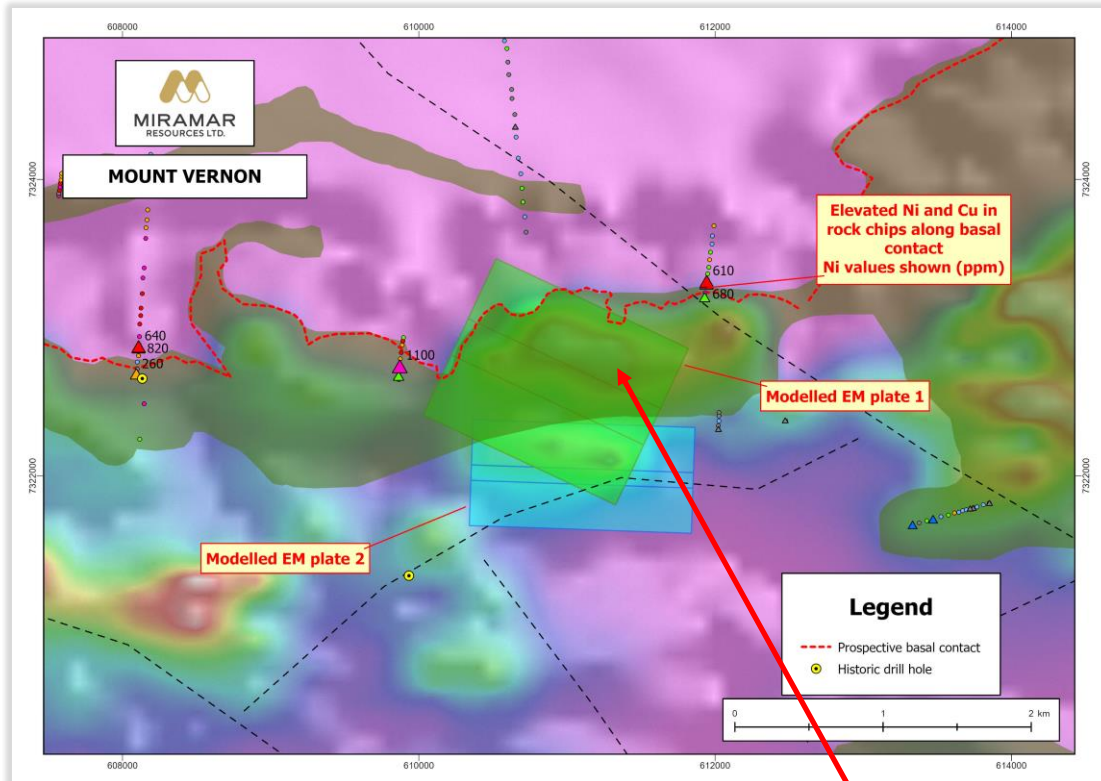 608000
610000
612000
614000
MIRAMAR
RESOURCES LTD.
MOUNT VERNON
7324000
7324000
Elevated Ni and Cu in
rock chips along basal
contact
Ni values shown (ppm)
610
680
640
820
260
1100
Modelled EM plate 1
7322000
7322000
Modelled EM plate 2
Legend
Prospective basal contact
Historic drill hole
0
1
2 km
608000
610000
612000
614000